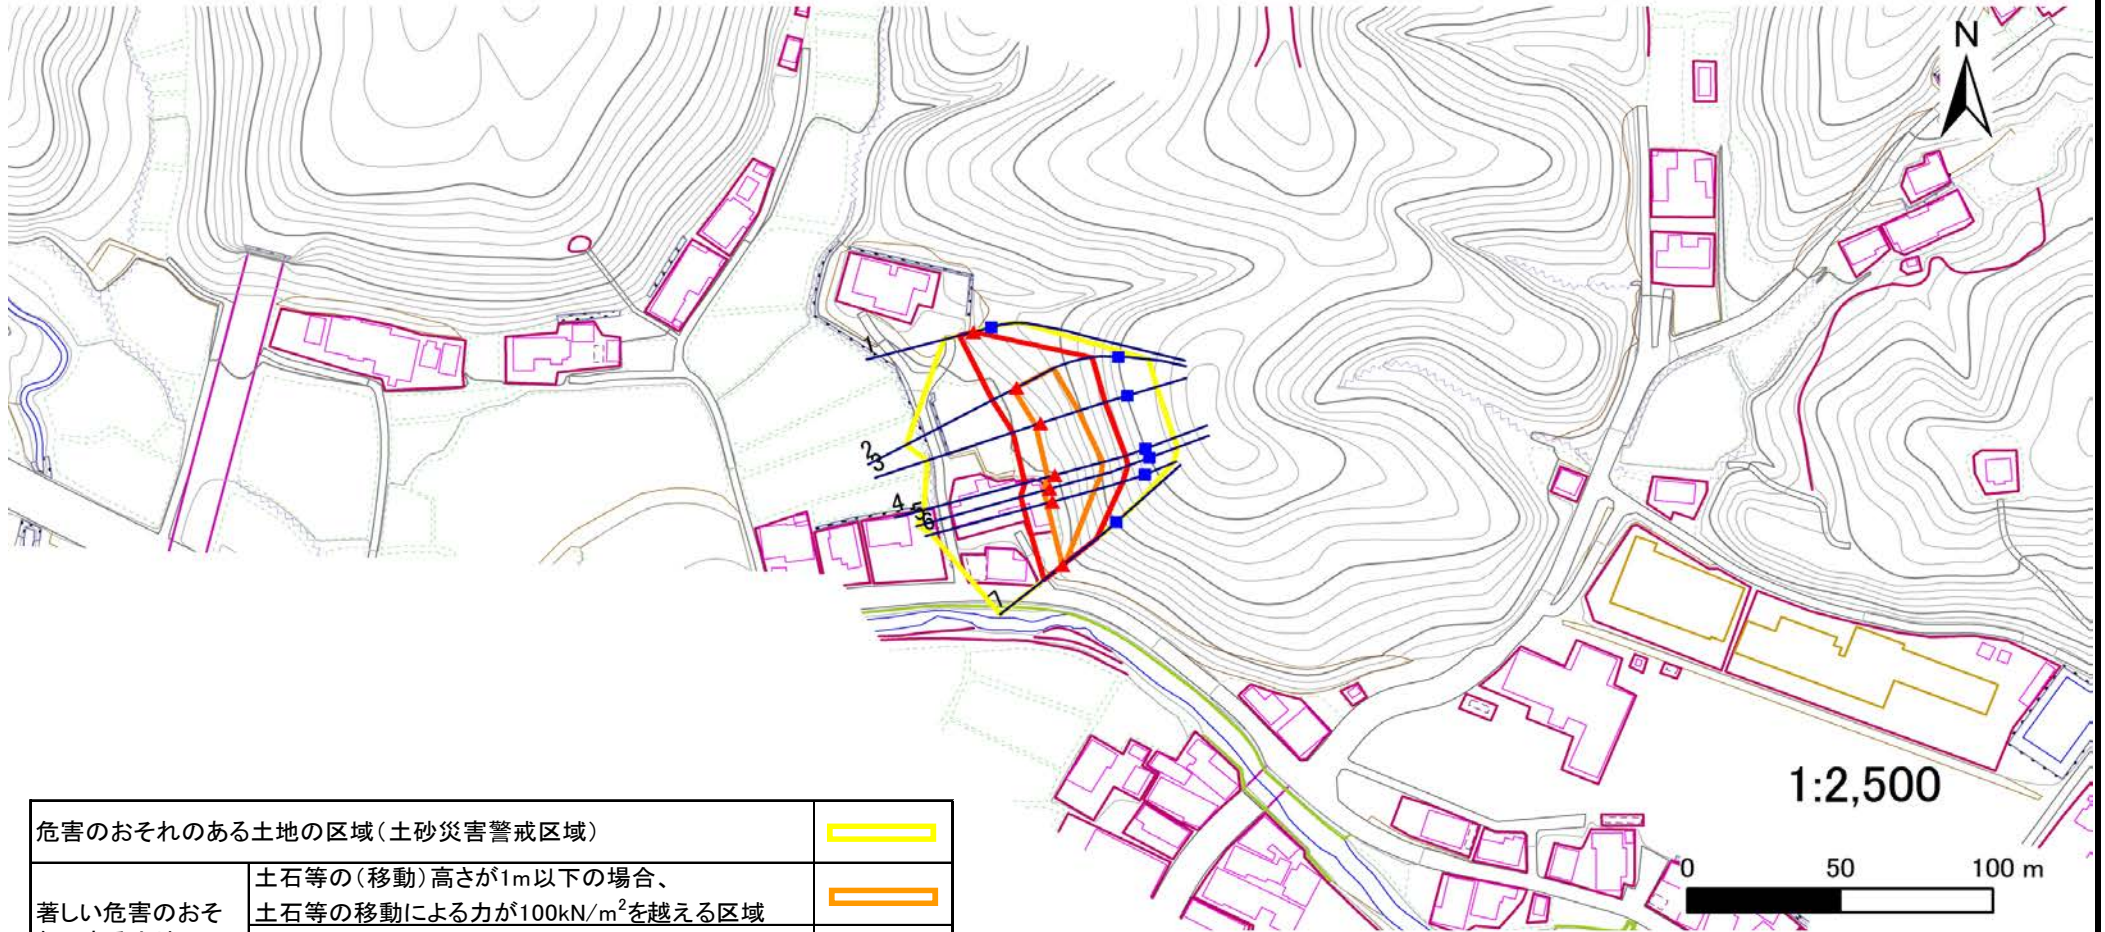 N
1
2
3
4
5
6
7
1:2,500
0 50 100 m
危害のおそれのある土地の区域(土砂災害警戒区域)
土石等の(移動)高さが1m以下の場合、
土石等の移動による力が100kN/m²を越える区域
著しい危害のおそ